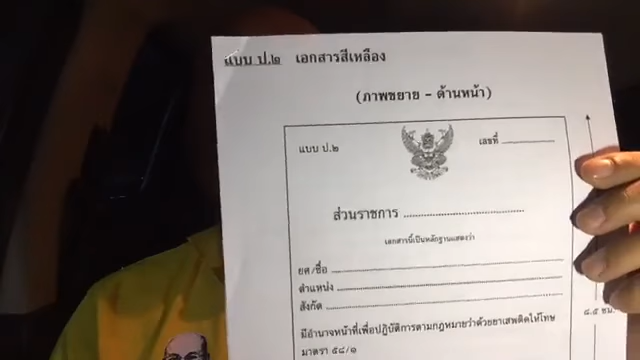 แบบ ป.๒ เอกสารสีเหลือง
(ภาพขยาย - ด้านหน้า)
แบบ ป.๒
เลขที่
ส่วนราชการ
เอกสารนี้เป็นหลักฐานแสดงว่า
ยศ/ชื่อ
ตำแหน่ง
สังกัด
มีอำนาจหน้าที่เพื่อปฏิบัติการตามกฎหมายว่าด้วยยาเสพติดให้โทษ
มาตรา ๕๘/๑
๘.๕ ซม.